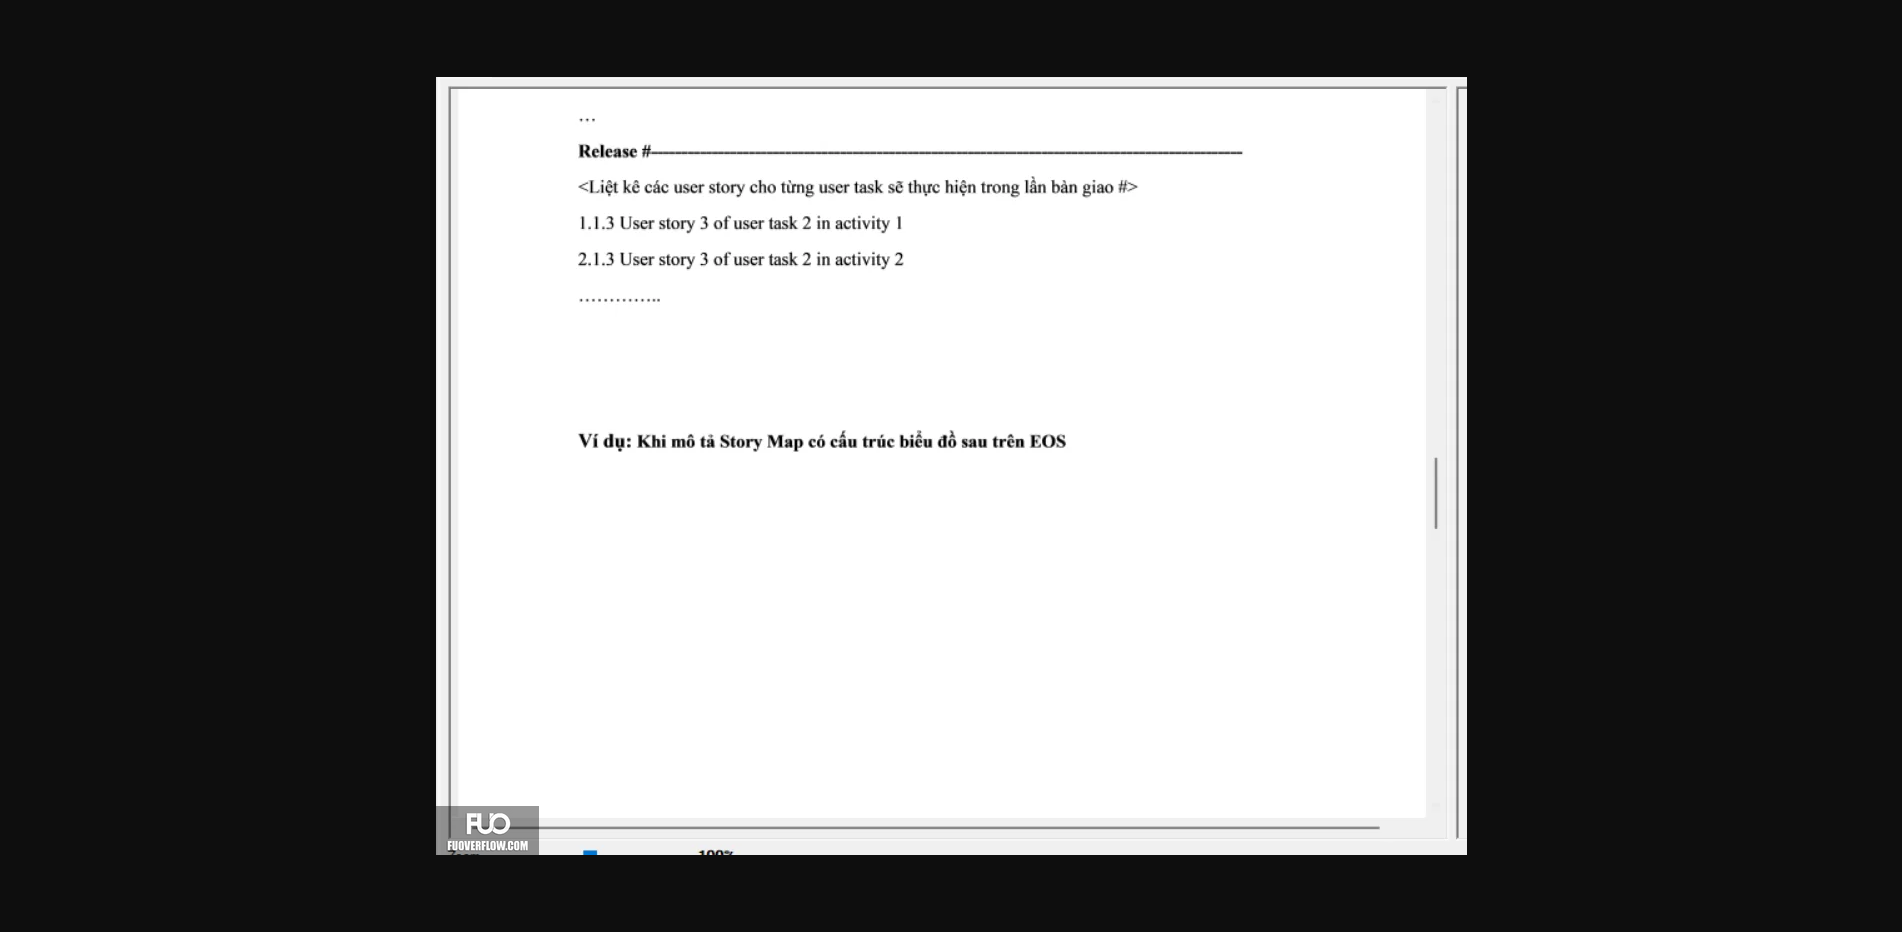 …
Release #
<Liệt kê các user story cho từng user task sẽ thực hiện trong lần bàn giao #>
1.1.3 User story 3 of user task 2 in activity 1
2.1.3 User story 3 of user task 2 in activity 2
…………..
Ví dụ: Khi mô tả Story Map có cấu trúc biểu đồ sau trên EOS
FUO
FUOVERFLOW.COM
100%